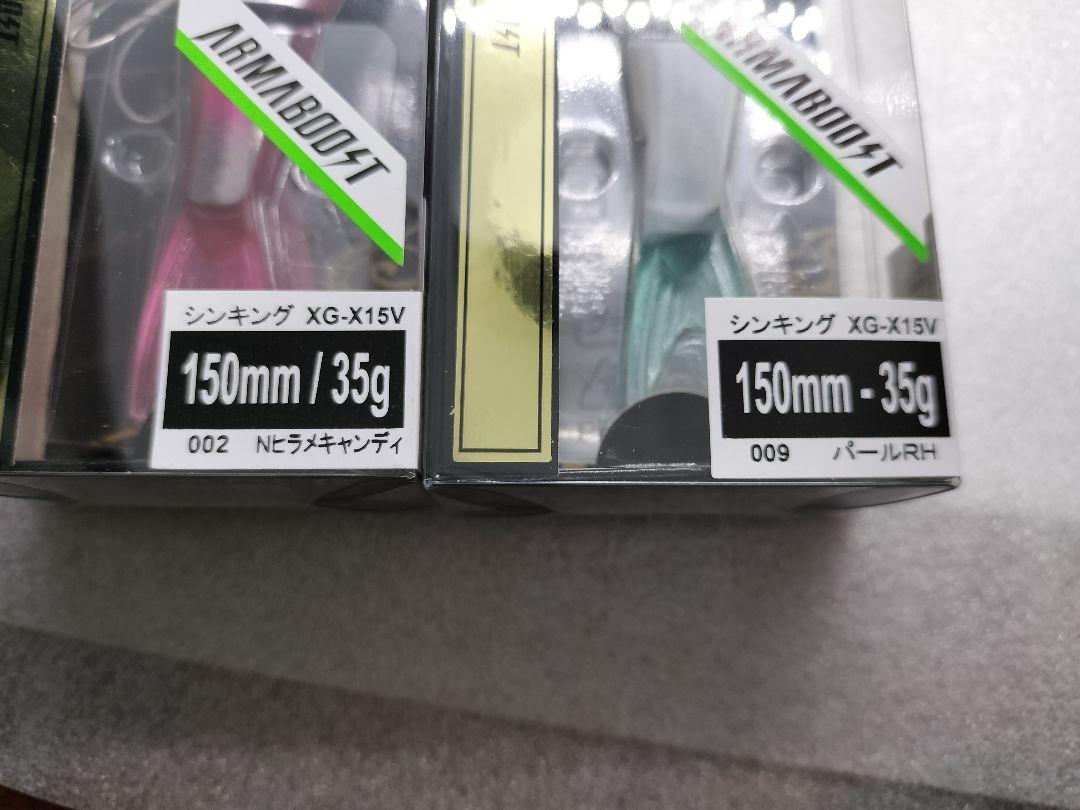 ARMABOOST
シンキング XG-X15V
150mm / 35g
002 Nヒラメキャンディ
ARMABOOST
シンキング XG-X15V
150mm - 35g
009 パールRH